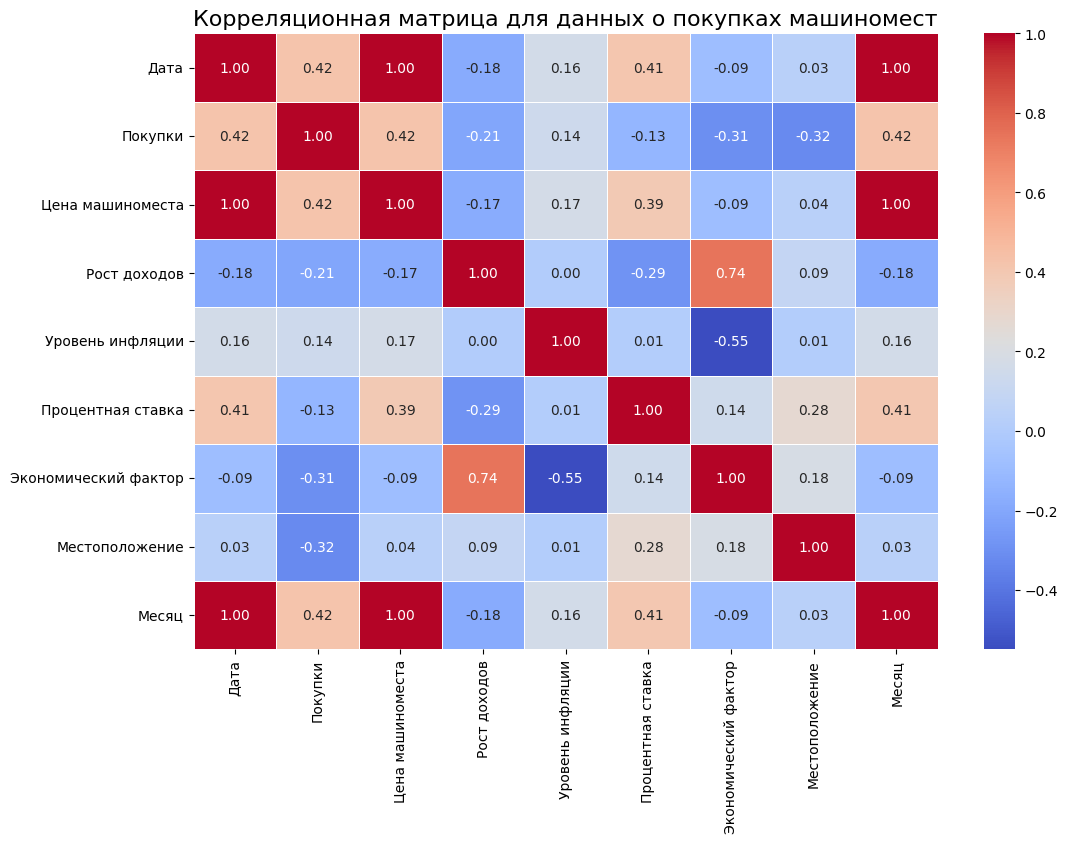 Корреляционная матрица для данных о покупках машиномест
Дата 1.00 0.42 1.00 -0.18 0.16 0.41 -0.09 0.03 1.00
Покупки 0.42 1.00 0.42 -0.21 0.14 -0.13 -0.31 -0.32 0.42
Цена машиноместа 1.00 0.42 1.00 -0.17 0.17 0.39 -0.09 0.04 1.00
Рост доходов -0.18 -0.21 -0.17 1.00 0.00 -0.29 0.74 0.09 -0.18
Уровень инфляции 0.16 0.14 0.17 0.00 1.00 0.01 -0.55 0.01 0.16
Процентная ставка 0.41 -0.13 0.39 -0.29 0.01 1.00 0.14 0.28 0.41
Экономический фактор -0.09 -0.31 -0.09 0.74 -0.55 0.14 1.00 0.18 -0.09
Местоположение 0.03 -0.32 0.04 0.09 0.01 0.28 0.18 1.00 0.03
Месяц 1.00 0.42 1.00 -0.18 0.16 0.41 -0.09 0.03 1.00
Дата
Покупки
Цена машиноместа
Рост доходов
Уровень инфляции
Процентная ставка
Экономический фактор
Местоположение
Месяц
1.0
0.8
0.6
0.4
0.2
0.0
−0.2
−0.4